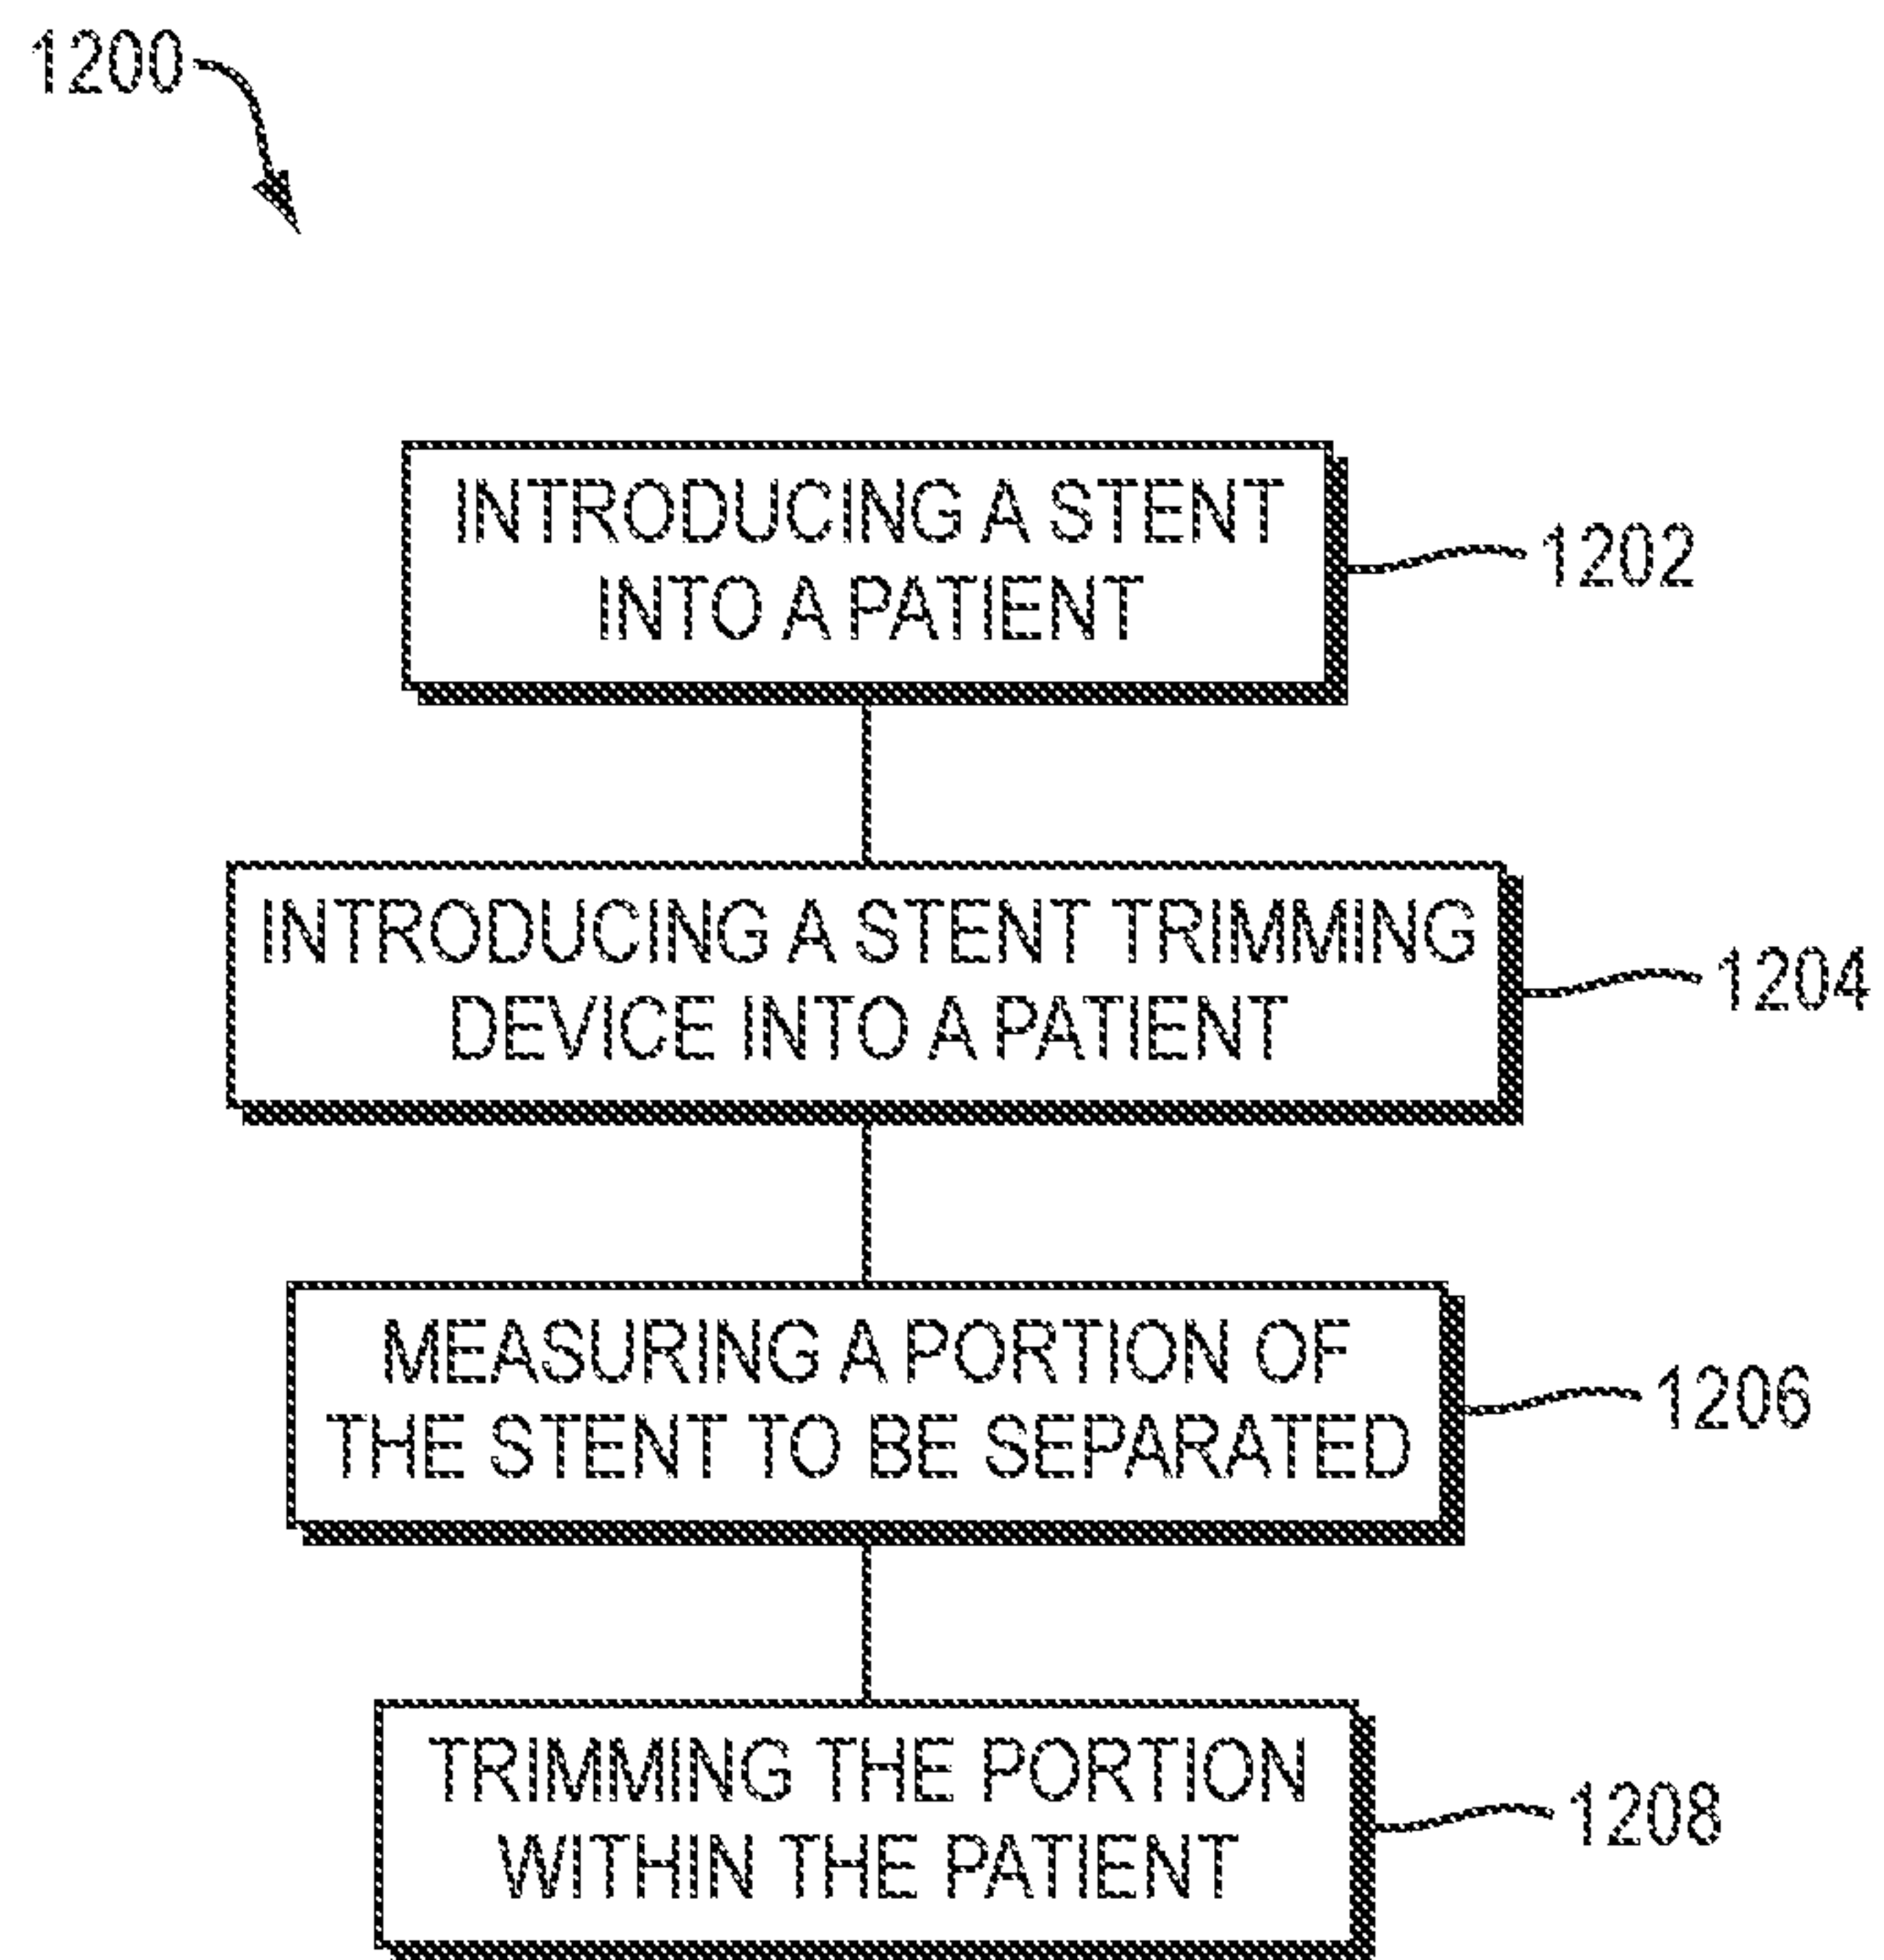 1200
INTRODUCING A STENT
INTO A PATIENT
1202
INTRODUCING A STENT TRIMMING
DEVICE INTO A PATIENT
1204
MEASURING A PORTION OF
THE STENT TO BE SEPARATED
1206
TRIMMING THE PORTION
WITHIN THE PATIENT
1208